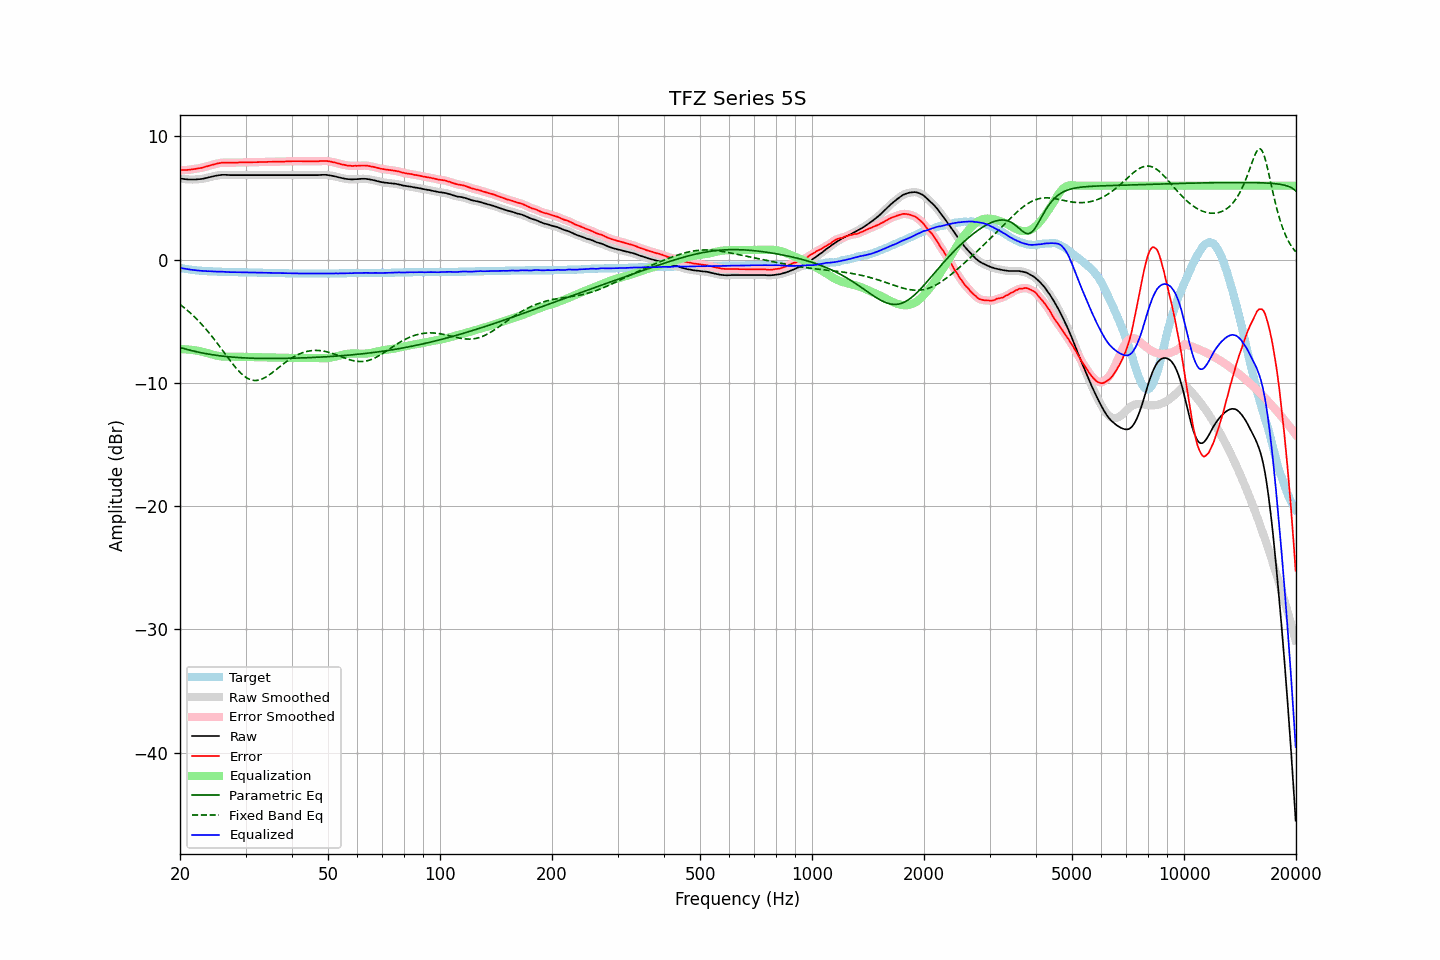 TFZ Series 5S
10
0
−10
−20
−30
−40
Amplitude (dBr)
Target
Raw Smoothed
Error Smoothed
Raw
Error
Equalization
Parametric Eq
Fixed Band Eq
Equalized
20 50 100 200 500 1000 2000 5000 10000 20000
Frequency (Hz)